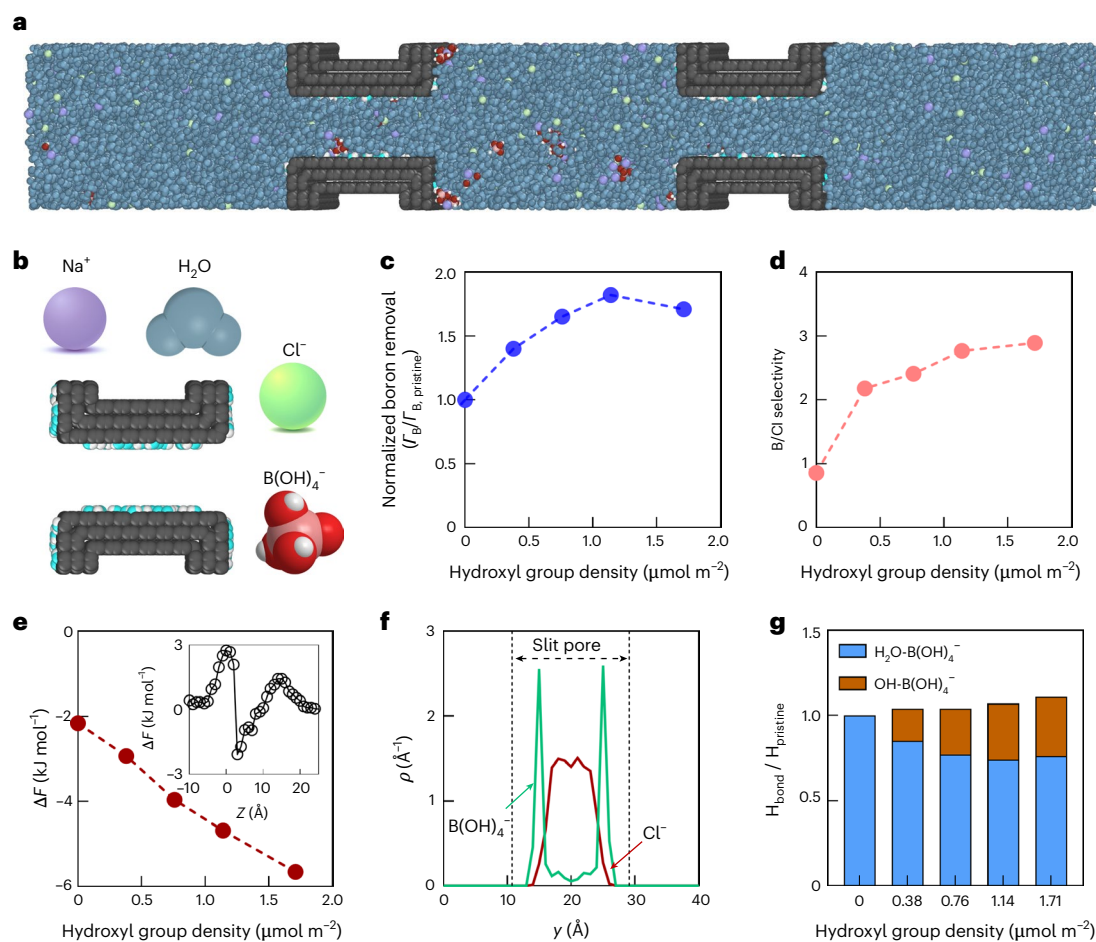 a
b
Na⁺
H₂O
Cl⁻
B(OH)₄⁻
c
Normalized boron removal
(Γ_B/Γ_B, pristine)
2.0
1.5
1.0
0.5
0
0
0.5
1.0
1.5
2.0
Hydroxyl group density (μmol m⁻²)
d
B/Cl selectivity
4
3
2
1
0
0
0.5
1.0
1.5
2.0
Hydroxyl group density (μmol m⁻²)
e
ΔF (kJ mol⁻¹)
0
−2
−4
−6
0
0.5
1.0
1.5
2.0
Hydroxyl group density (μmol m⁻²)
ΔF (kJ mol⁻¹)
3
0
−3
−10
0
10
20
Z (Å)
f
ρ (Å⁻¹)
3
2
1
0
Slit pore
B(OH)₄⁻
Cl⁻
0
10
20
30
40
y (Å)
g
H_bond / H_pristine
1.5
1.0
0.5
0
H₂O-B(OH)₄⁻
OH-B(OH)₄⁻
0
0.38
0.76
1.14
1.71
Hydroxyl group density (μmol m⁻²)